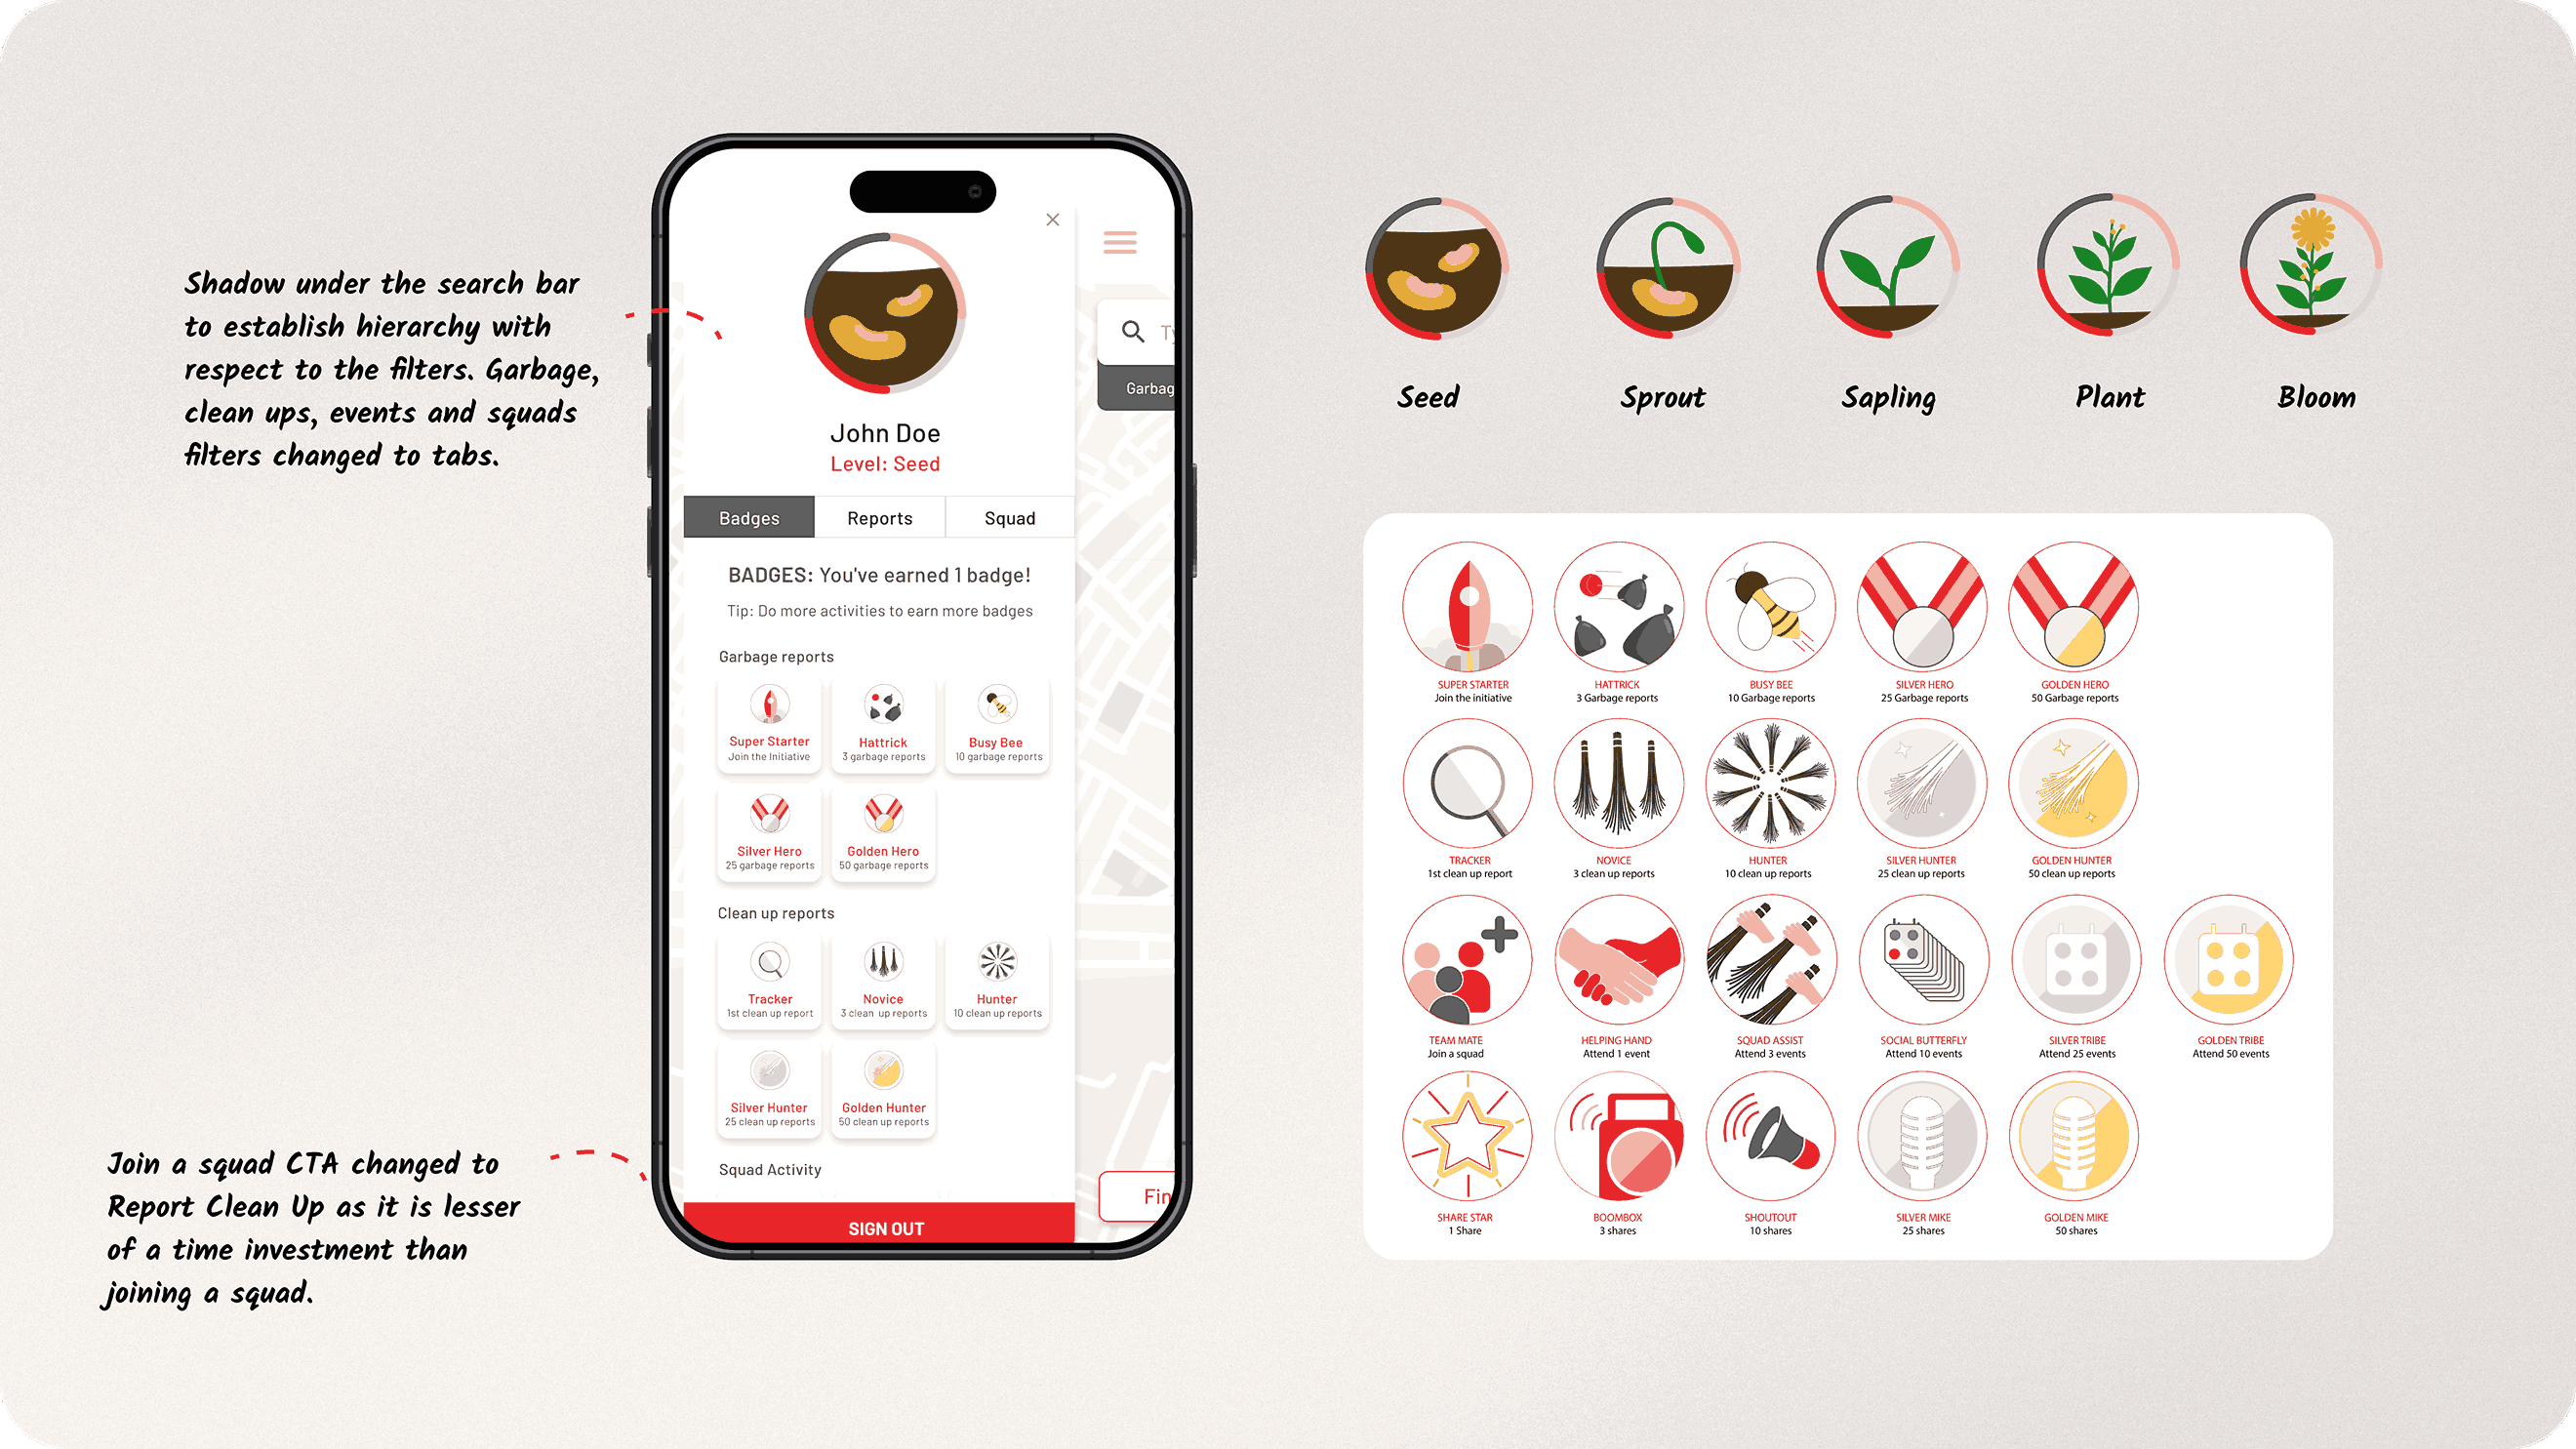 Shadow under the search bar
to establish hierarchy with
respect to the filters. Garbage,
clean ups, events and squads
filters changed to tabs.
Join a squad CTA changed to
Report Clean Up as it is lesser
of a time investment than
joining a squad.
John Doe
Level: Seed
Badges Reports Squad
BADGES: You've earned 1 badge!
Tip: Do more activities to earn more badges
Garbage reports
Super Starter Hattrick Busy Bee
Join the Initiative 3 garbage reports 10 garbage reports
Silver Hero Golden Hero
25 garbage reports 50 garbage reports
Clean up reports
Tracker Novice Hunter
1st clean up report 3 clean up reports 10 clean up reports
Silver Hunter Golden Hunter
25 clean up reports 50 clean up reports
Squad Activity
SIGN OUT
Ty
Garbag
Fin
Seed Sprout Sapling Plant Bloom
SUPER STARTER HATTRICK BUSY BEE SILVER HERO GOLDEN HERO
Join the initiative 3 Garbage reports 10 Garbage reports 25 Garbage reports 50 Garbage reports
TRACKER NOVICE HUNTER SILVER HUNTER GOLDEN HUNTER
1st clean up report 3 clean up reports 10 clean up reports 25 clean up reports 50 clean up reports
TEAM MATE HELPING HAND SQUAD ASSIST SOCIAL BUTTERFLY SILVER TRIBE GOLDEN TRIBE
Join a squad Attend 1 event Attend 3 events Attend 10 events Attend 25 events Attend 50 events
SHARE STAR BOOMBOX SHOUTOUT SILVER MIKE GOLDEN MIKE
1 Share 3 shares 10 shares 25 shares 50 shares